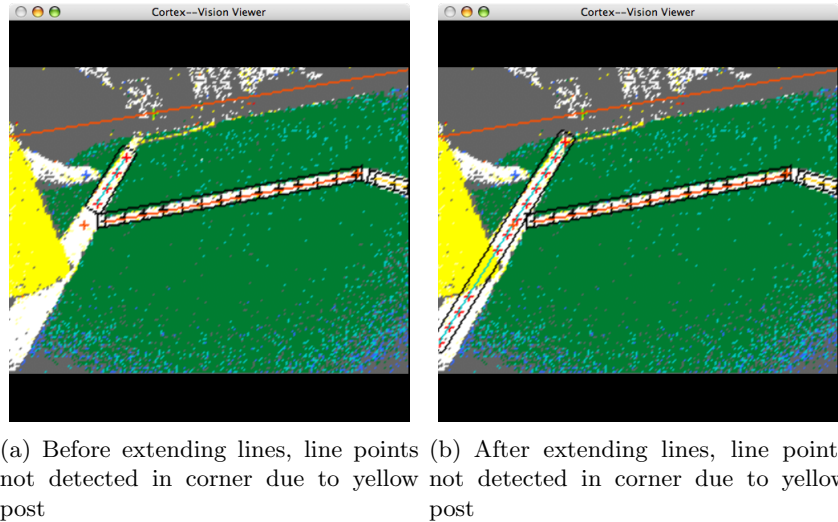 Cortex--Vision Viewer
Cortex--Vision Viewer
(a) Before extending lines, line points
not detected in corner due to yellow
post
(b) After extending lines, line point
not detected in corner due to yellow
post